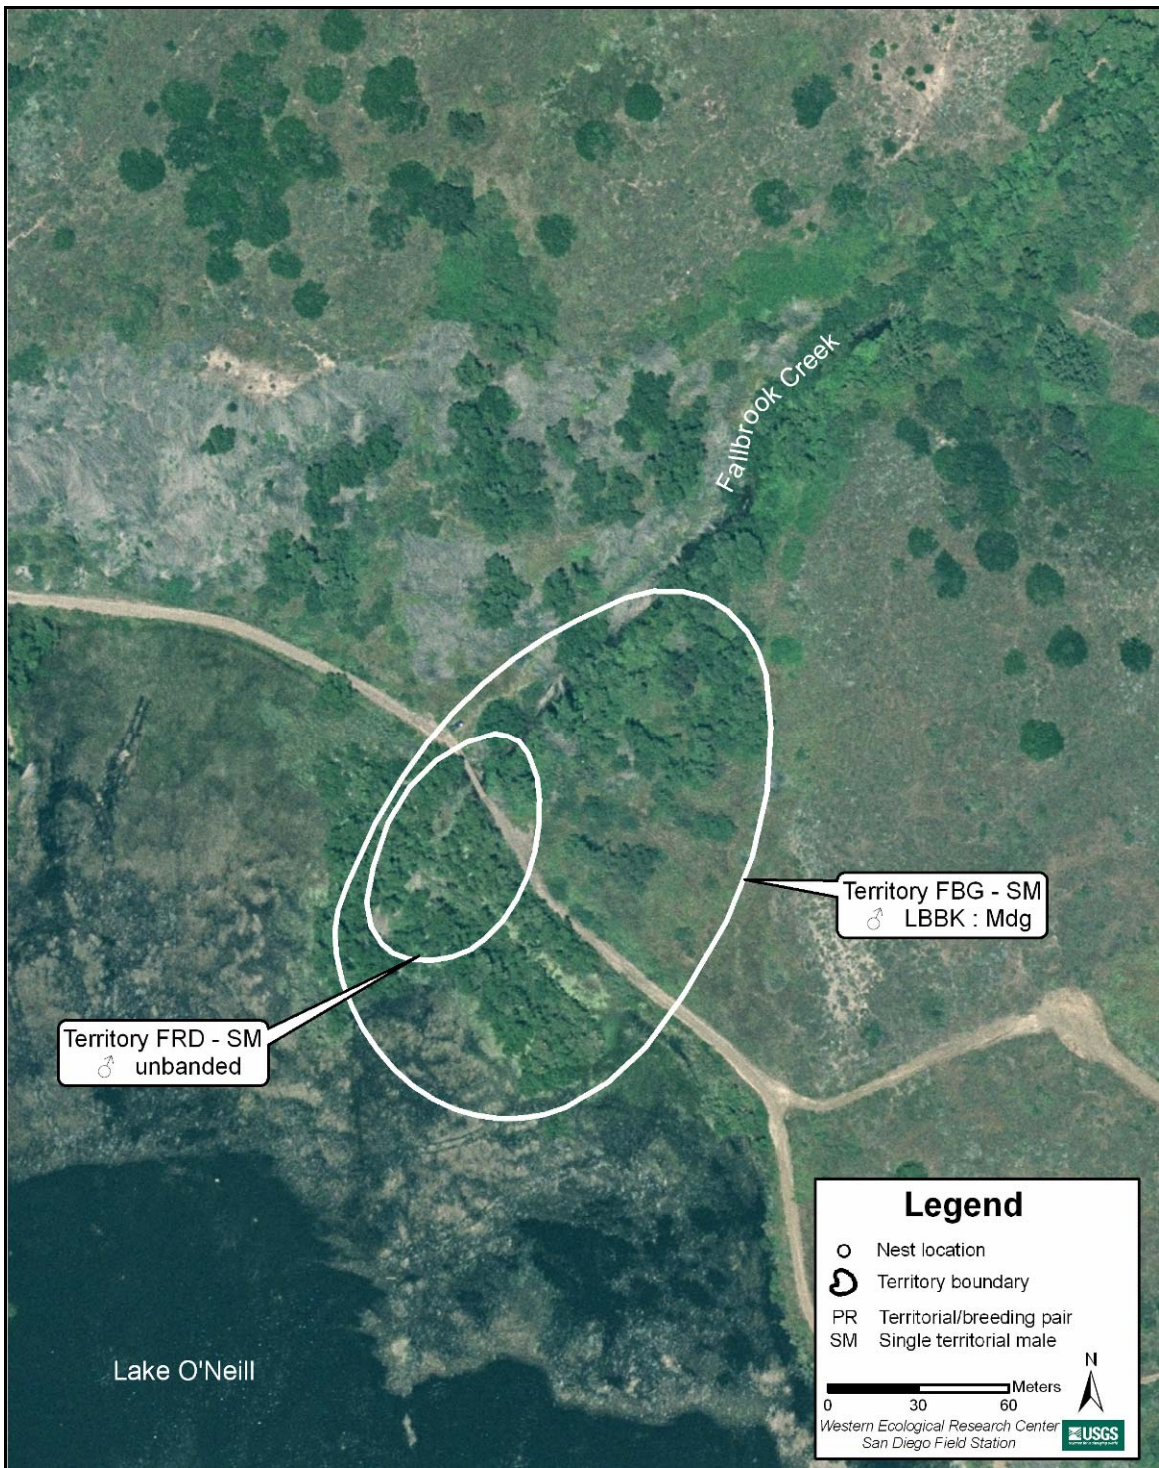 Fallbrook Creek
Territory FBG - SM
♂ LBBK : Mdg
Territory FRD - SM
♂ unbanded
Lake O'Neill
Legend
Nest location
Territory boundary
PR Territorial/breeding pair
SM Single territorial male
N
Meters
0 30 60
Western Ecological Research Center
San Diego Field Station
USGS